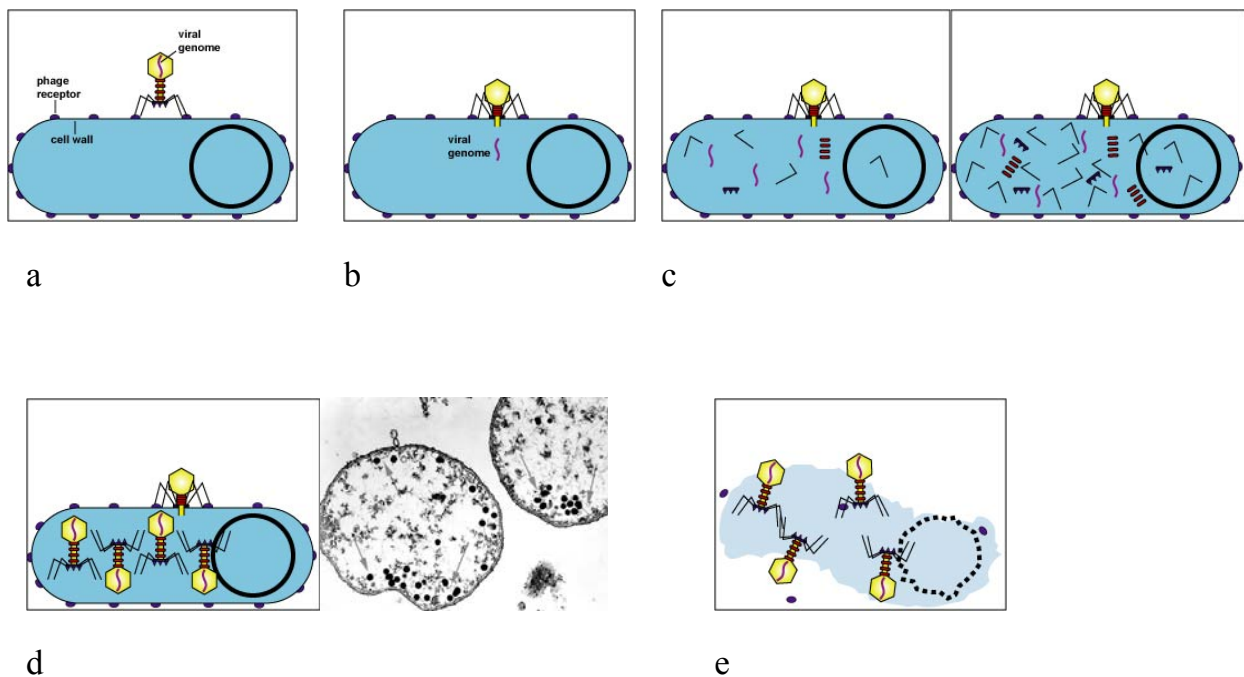 viral
genome
phage
receptor
cell wall
viral
genome
a
b
c
d
e